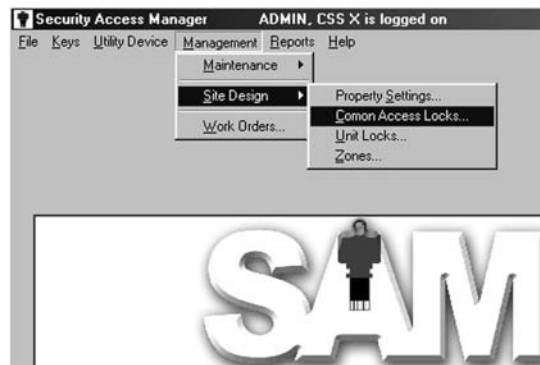 Security Access Manager ADMIN, CSS X is logged on
File Keys Utility Device Management Reports Help
Maintenance
Site Design
Work Orders...
Property Settings...
Comon Access Locks...
Unit Locks...
Zones...
SAM